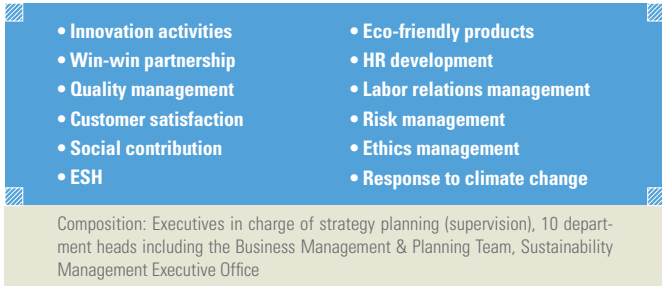 • Innovation activities
• Win-win partnership
• Quality management
• Customer satisfaction
• Social contribution
• ESH
• Eco-friendly products
• HR development
• Labor relations management
• Risk management
• Ethics management
• Response to climate change
Composition: Executives in charge of strategy planning (supervision), 10 depart-
ment heads including the Business Management & Planning Team, Sustainability
Management Executive Office